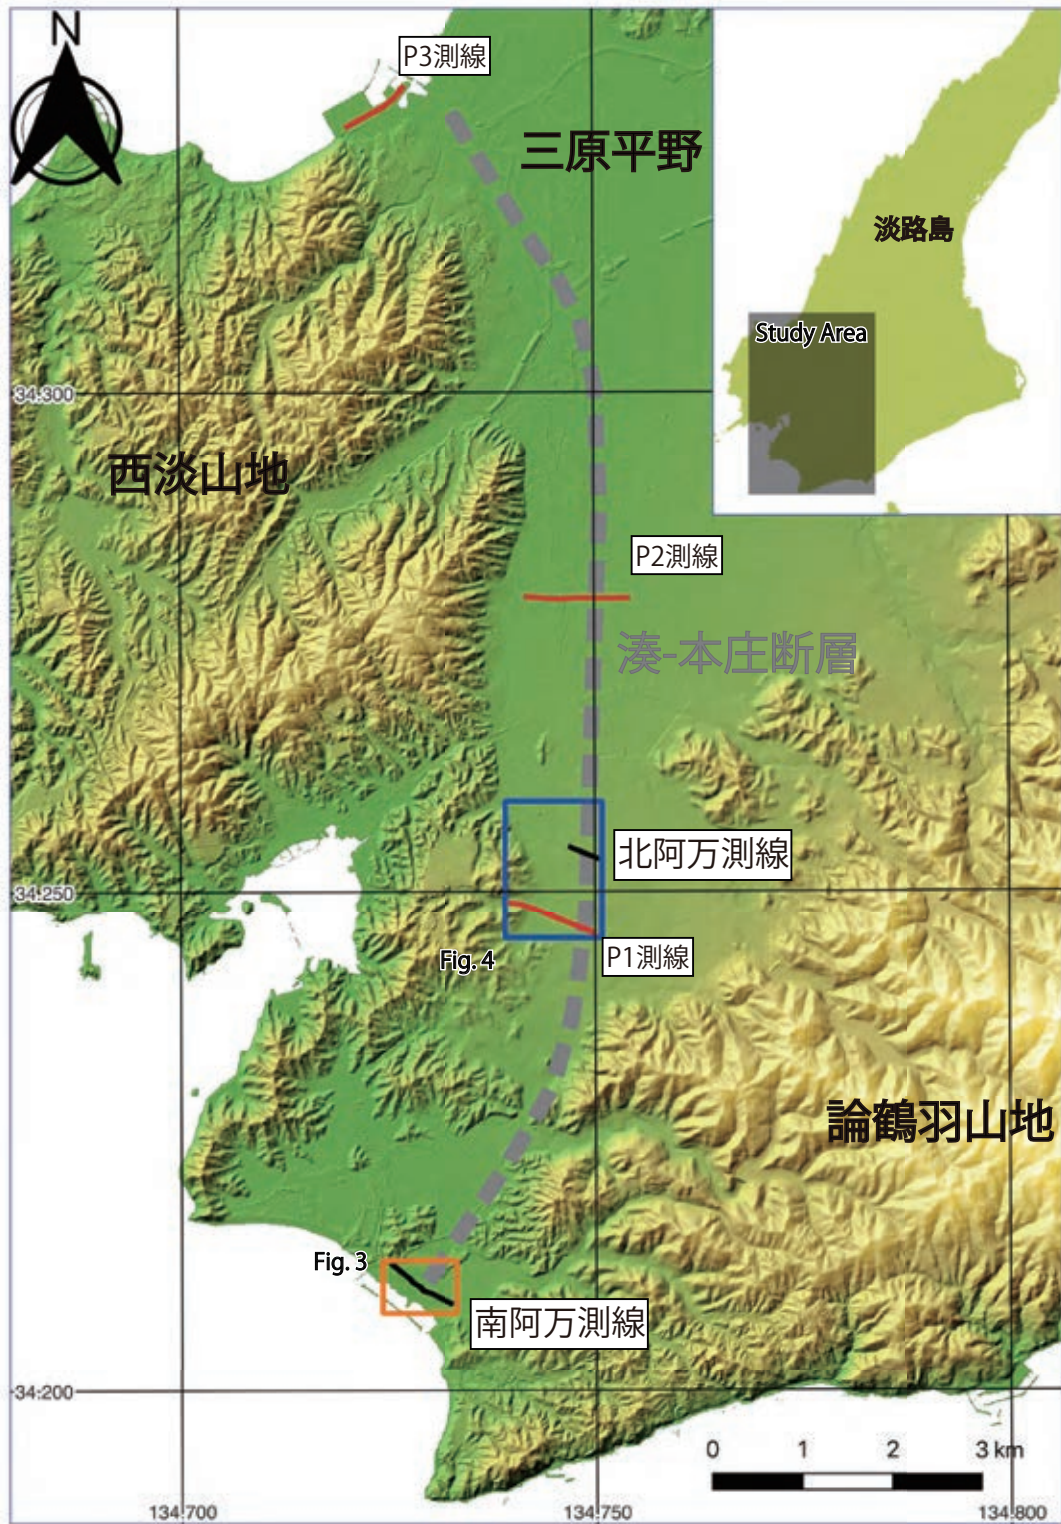 N
P3測線
三原平野
淡路島
Study Area
34.300
西淡山地
P2測線
湊-本庄断層
北阿万測線
34.250
Fig. 4
P1測線
論鶴羽山地
Fig. 3
南阿万測線
34.200
0 1 2 3 km
134.700 134.750 134.800